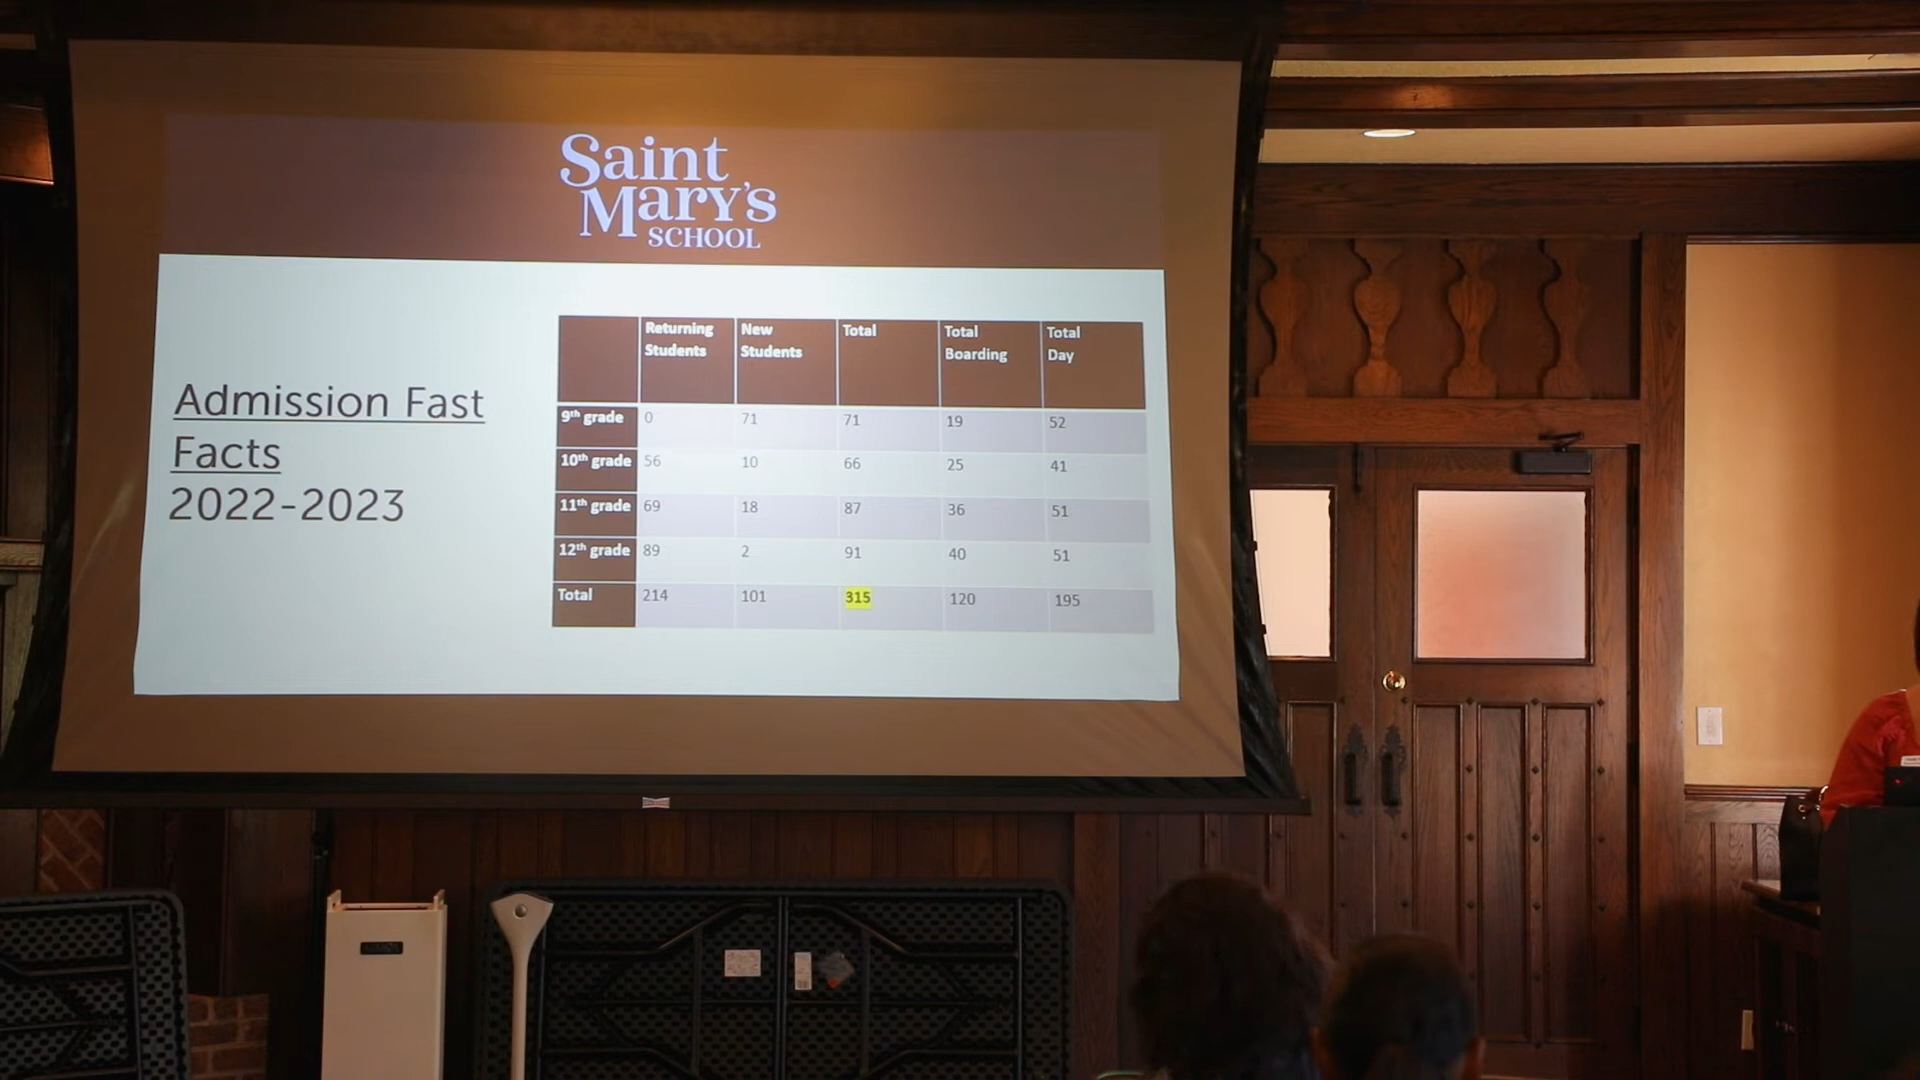 Saint
Mary's
SCHOOL
Admission Fast
Facts
2022-2023
Returning Students New Students Total Total Boarding Total Day
9th grade 0 71 71 19 52
10th grade 56 10 66 25 41
11th grade 69 18 87 36 51
12th grade 89 2 91 40 51
Total 214 101 315 120 195